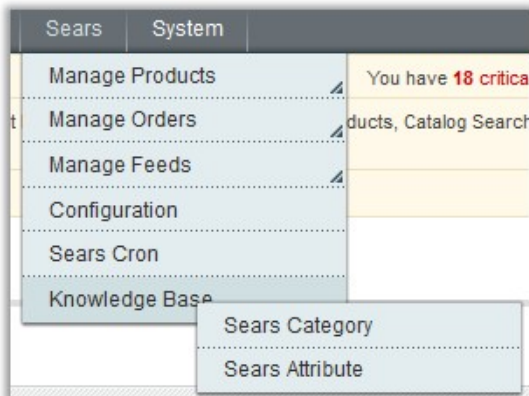 Sears System
Manage Products
You have 18 critica
Manage Orders
ducts, Catalog Search
Manage Feeds
Configuration
Sears Cron
Knowledge Base
Sears Category
Sears Attribute